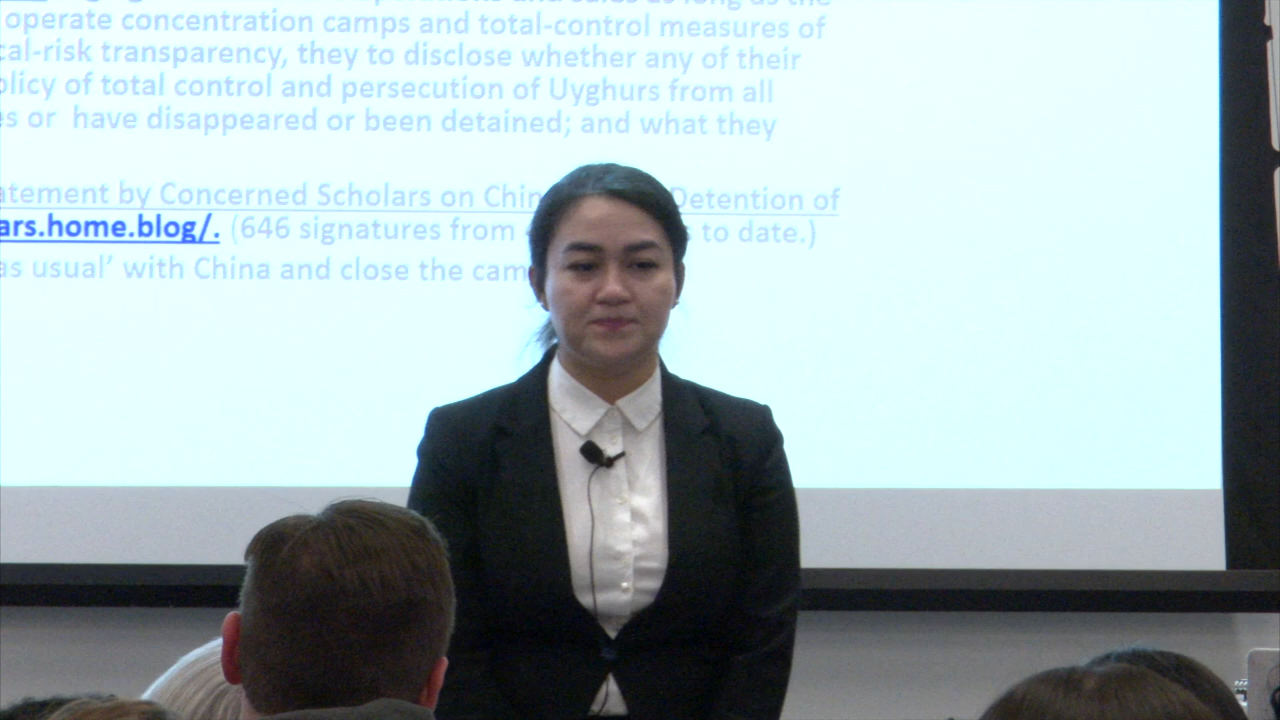 operate concentration camps and total-control measures of
cal-risk transparency, they to disclose whether any of their
olicy of total control and persecution of Uyghurs from all
es or have disappeared or been detained; and what they
atement by Concerned Scholars on Chin Detention of
ars.home.blog/. (646 signatures from s to date.)
as usual’ with China and close the cam